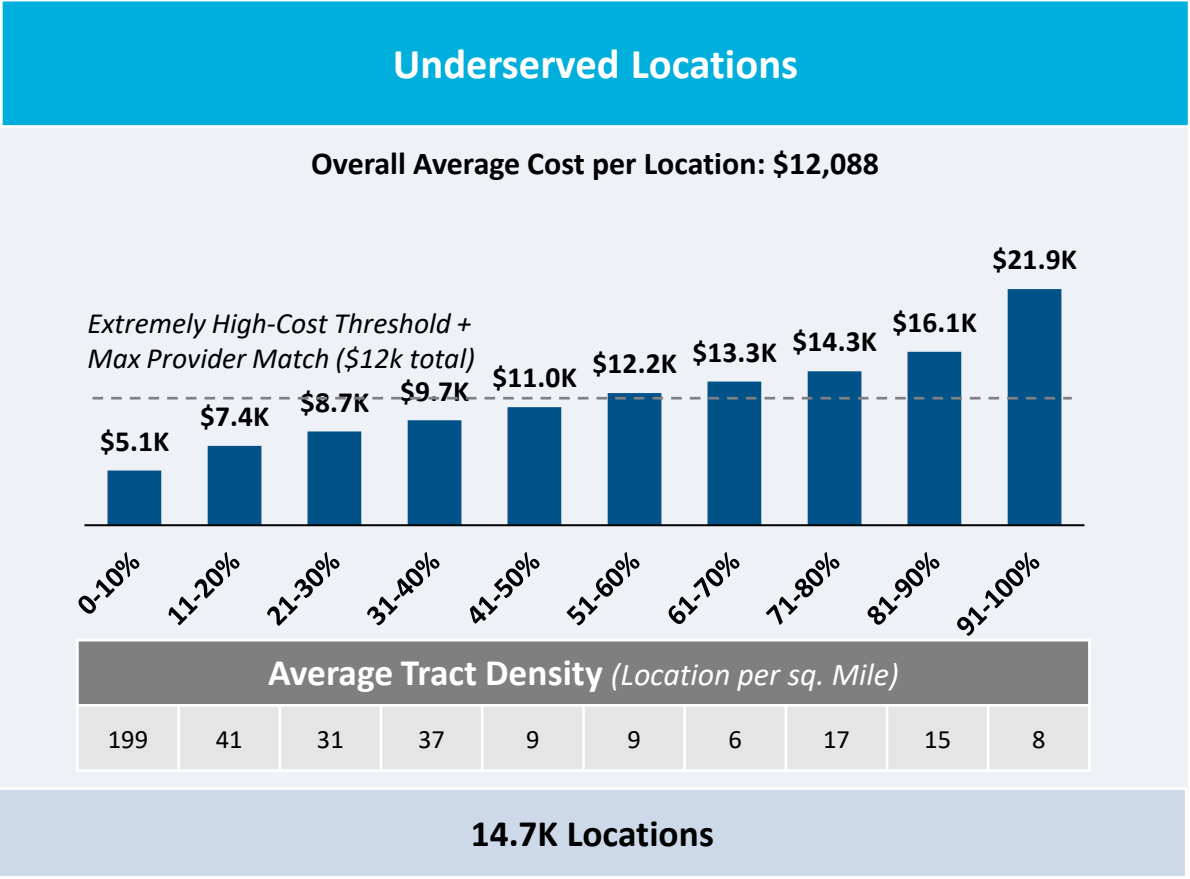 Underserved Locations
Overall Average Cost per Location: $12,088
$21.9K
Extremely High-Cost Threshold +
Max Provider Match ($12k total)
$5.1K
$7.4K
$8.7K
$9.7K
$11.0K
$12.2K
$13.3K
$14.3K
$16.1K
0-10%
11-20%
21-30%
31-40%
41-50%
51-60%
61-70%
71-80%
81-90%
91-100%
Average Tract Density (Location per sq. Mile)
199 41 31 37 9 9 6 17 15 8
14.7K Locations